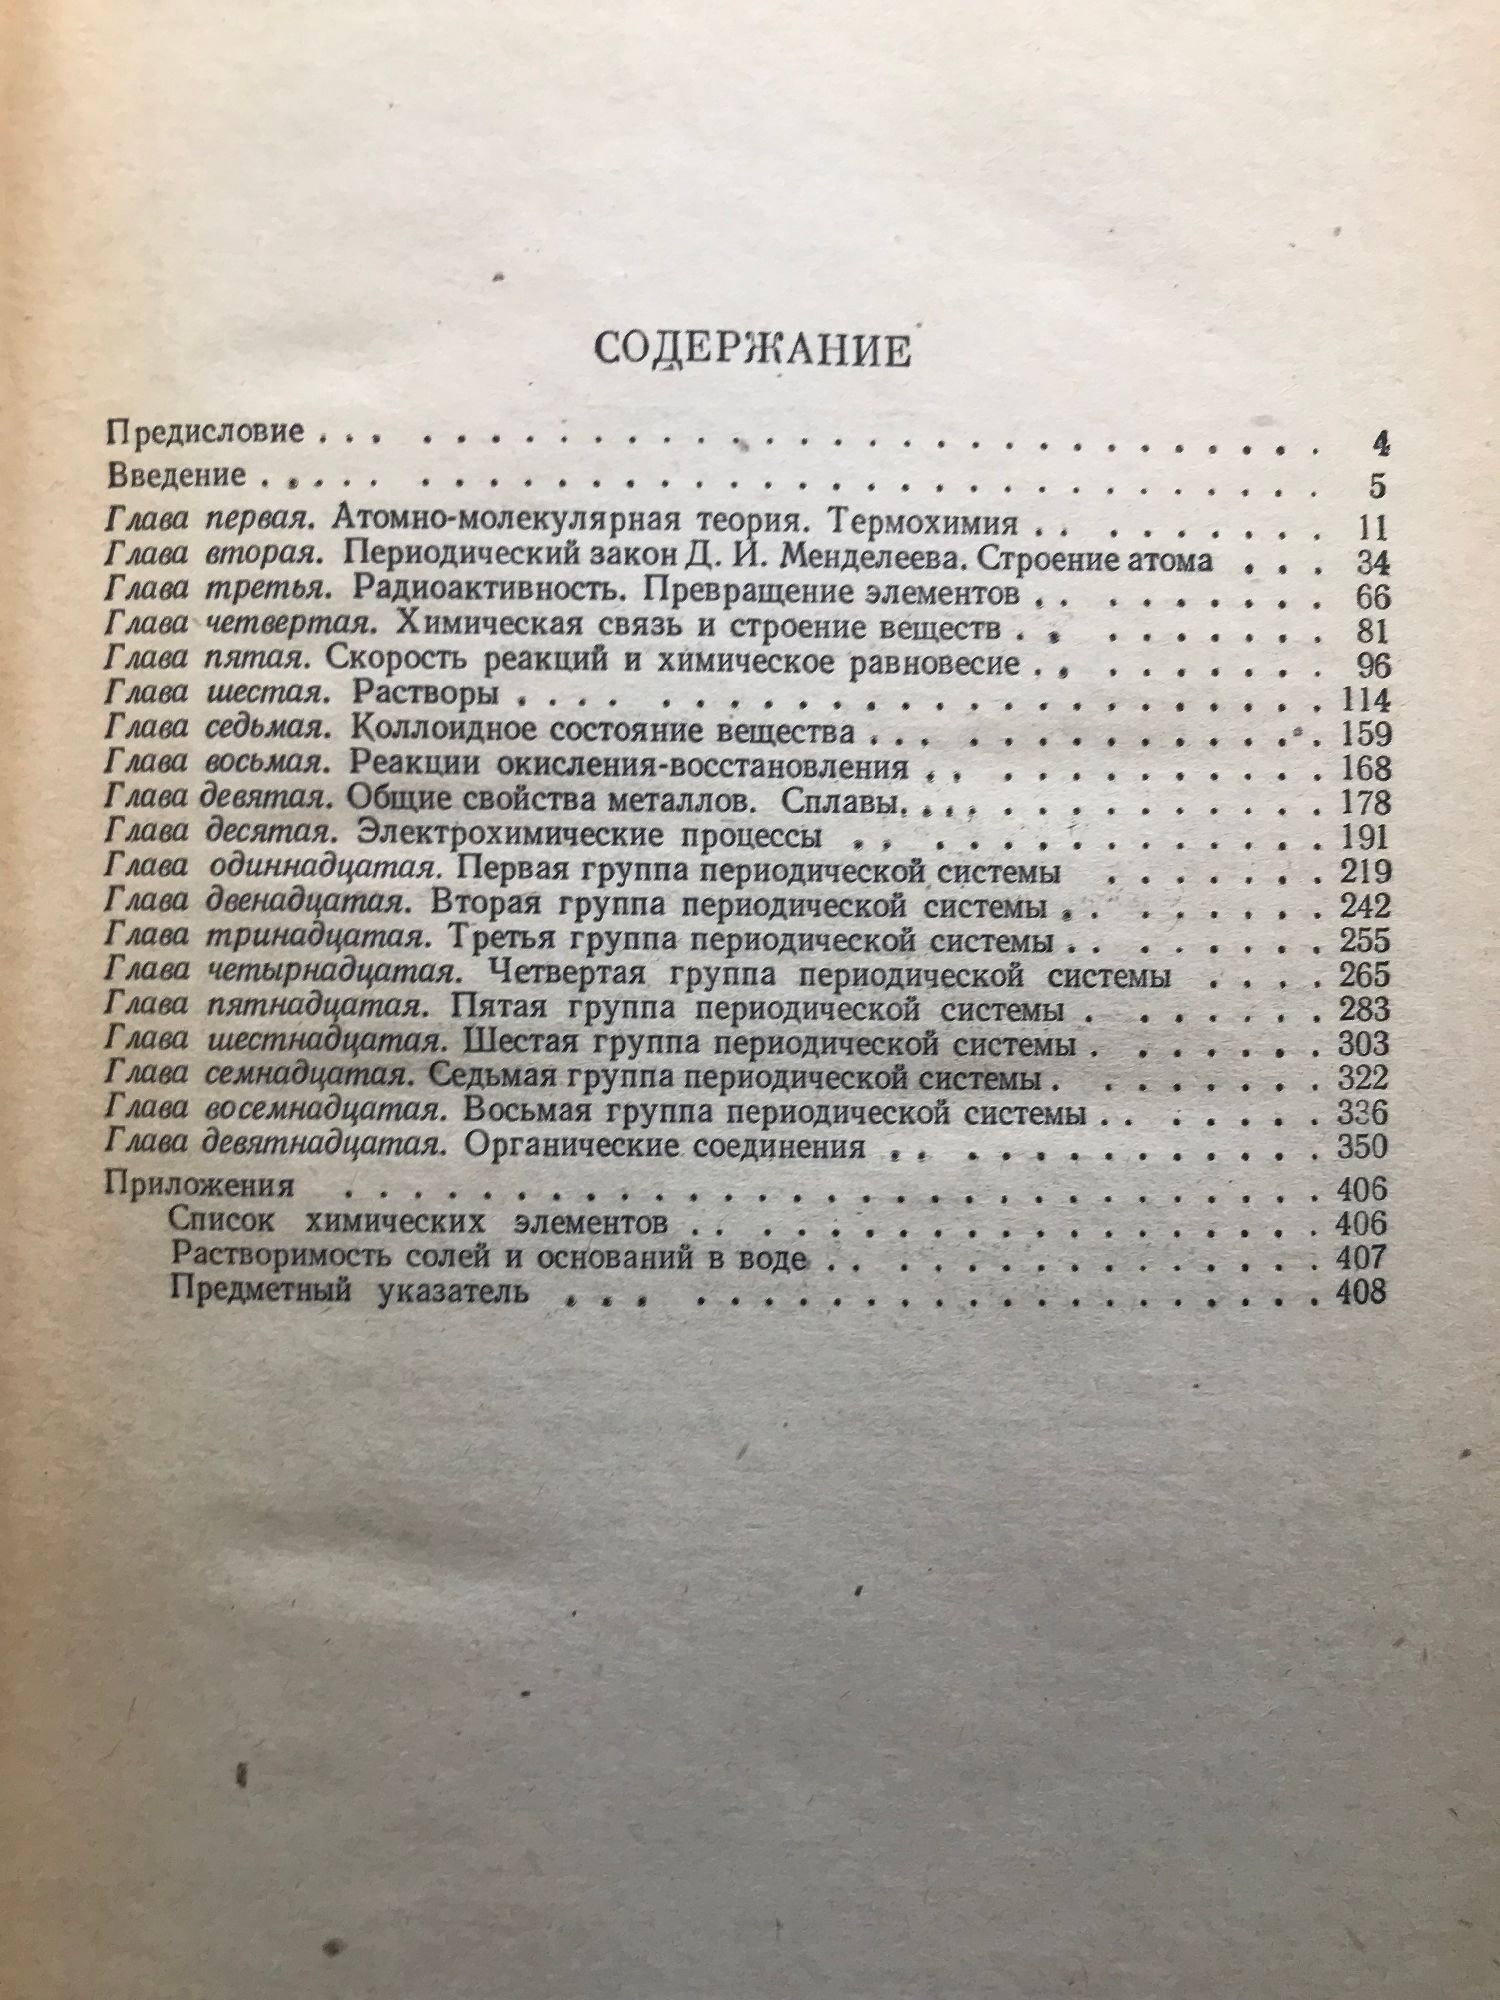 СОДЕРЖАНИЕ
Предисловие . . . . . . . . . . . . . . . . . . . . . . . . . . . . . . 4
Введение . . . . . . . . . . . . . . . . . . . . . . . . . . . . . . . . 5
Глава первая. Атомно-молекулярная теория. Термохимия . . . . . . . . . 11
Глава вторая. Периодический закон Д. И. Менделеева. Строение атома . . . 34
Глава третья. Радиоактивность. Превращение элементов . . . . . . . . . 66
Глава четвертая. Химическая связь и строение веществ . . . . . . . . . 81
Глава пятая. Скорость реакций и химическое равновесие . . . . . . . . . 96
Глава шестая. Растворы . . . . . . . . . . . . . . . . . . . . . . . . 114
Глава седьмая. Коллоидное состояние вещества . . . . . . . . . . . . . 159
Глава восьмая. Реакции окисления-восстановления . . . . . . . . . . . . 168
Глава девятая. Общие свойства металлов. Сплавы. . . . . . . . . . . . . 178
Глава десятая. Электрохимические процессы . . . . . . . . . . . . . . 191
Глава одиннадцатая. Первая группа периодической системы . . . . . . . 219
Глава двенадцатая. Вторая группа периодической системы . . . . . . . . 242
Глава тринадцатая. Третья группа периодической системы . . . . . . . . 255
Глава четырнадцатая. Четвертая группа периодической системы . . . . 265
Глава пятнадцатая. Пятая группа периодической системы . . . . . . . 283
Глава шестнадцатая. Шестая группа периодической системы . . . . . . . 303
Глава семнадцатая. Седьмая группа периодической системы . . . . . . . . 322
Глава восемнадцатая. Восьмая группа периодической системы . . . . . . . 336
Глава девятнадцатая. Органические соединения . . . . . . . . . . . . . 350
Приложения . . . . . . . . . . . . . . . . . . . . . . . . . . . . . 406
Список химических элементов . . . . . . . . . . . . . . . . . . . 406
Растворимость солей и оснований в воде . . . . . . . . . . . . . . 407
Предметный указатель . . . . . . . . . . . . . . . . . . . . . . 408